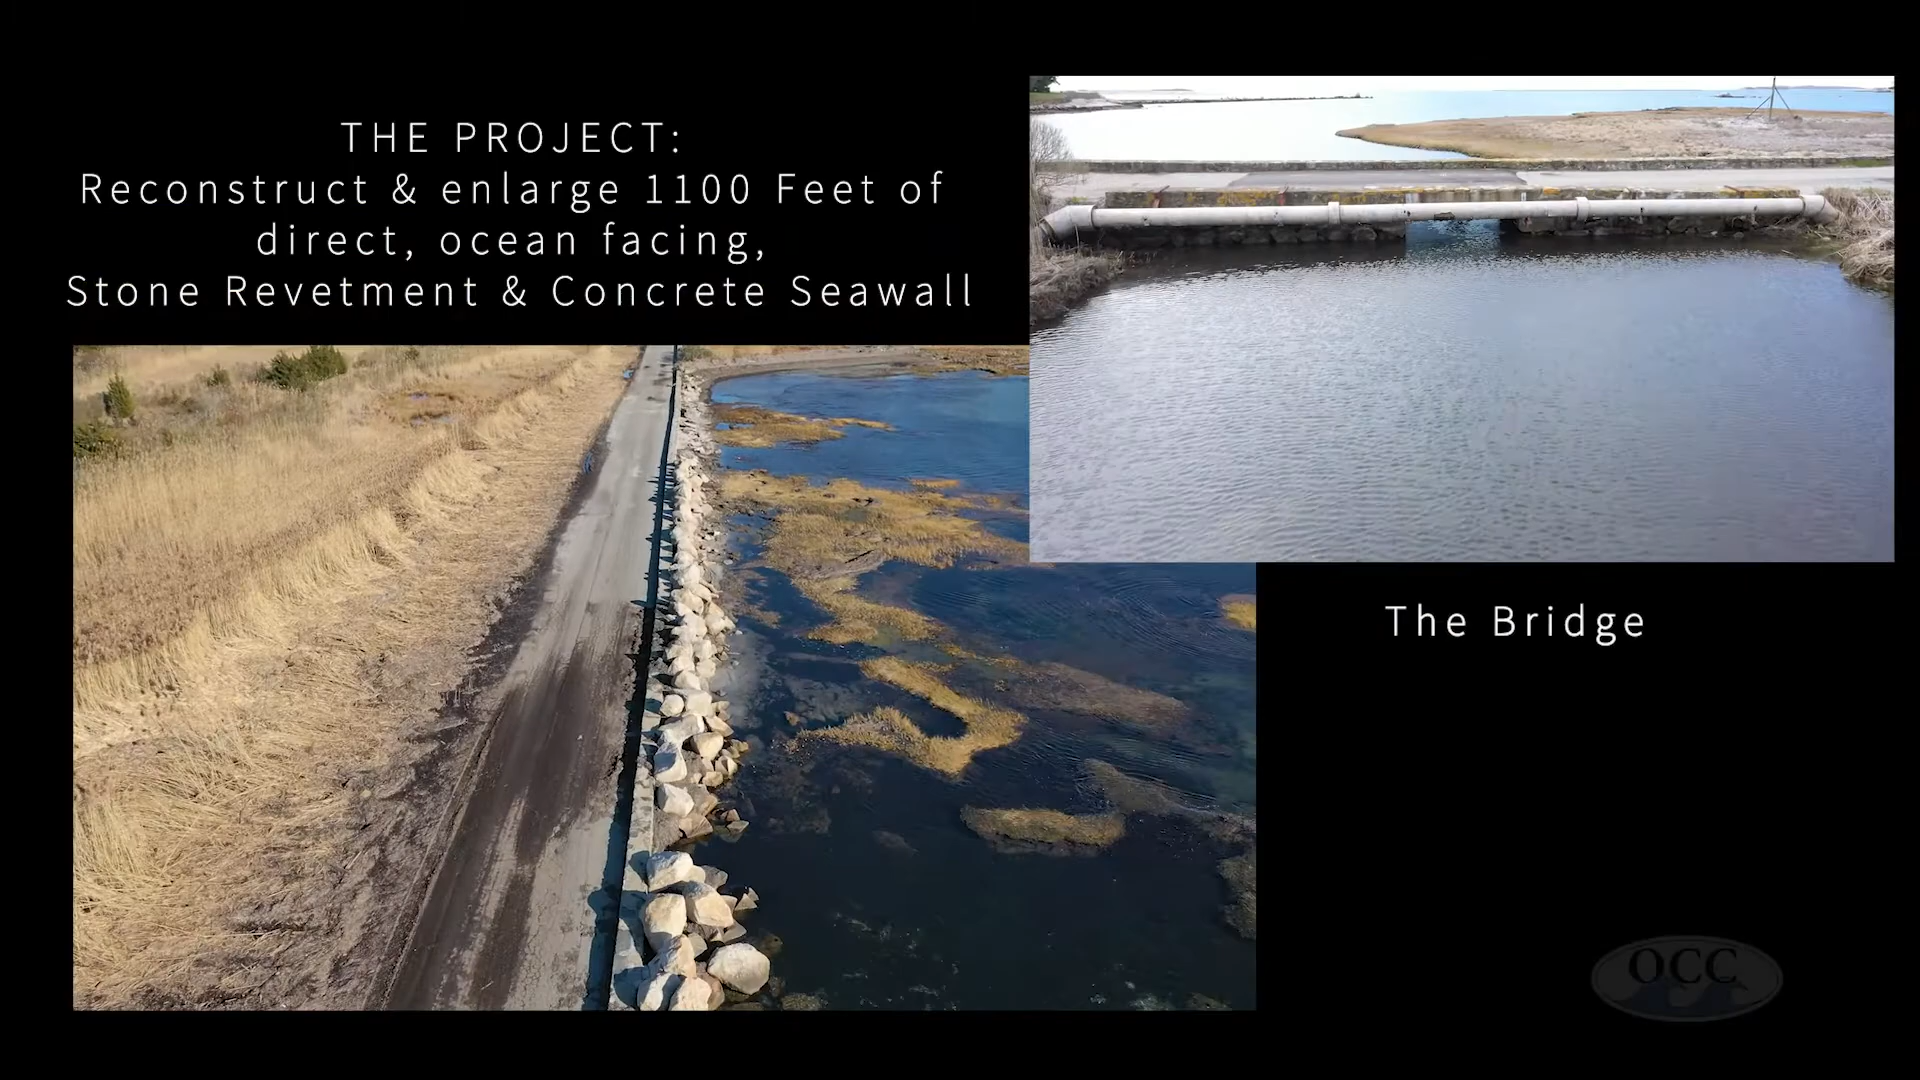 THE PROJECT:
Reconstruct & enlarge 1100 Feet of
direct, ocean facing,
Stone Revetment & Concrete Seawall
The Bridge
OCC